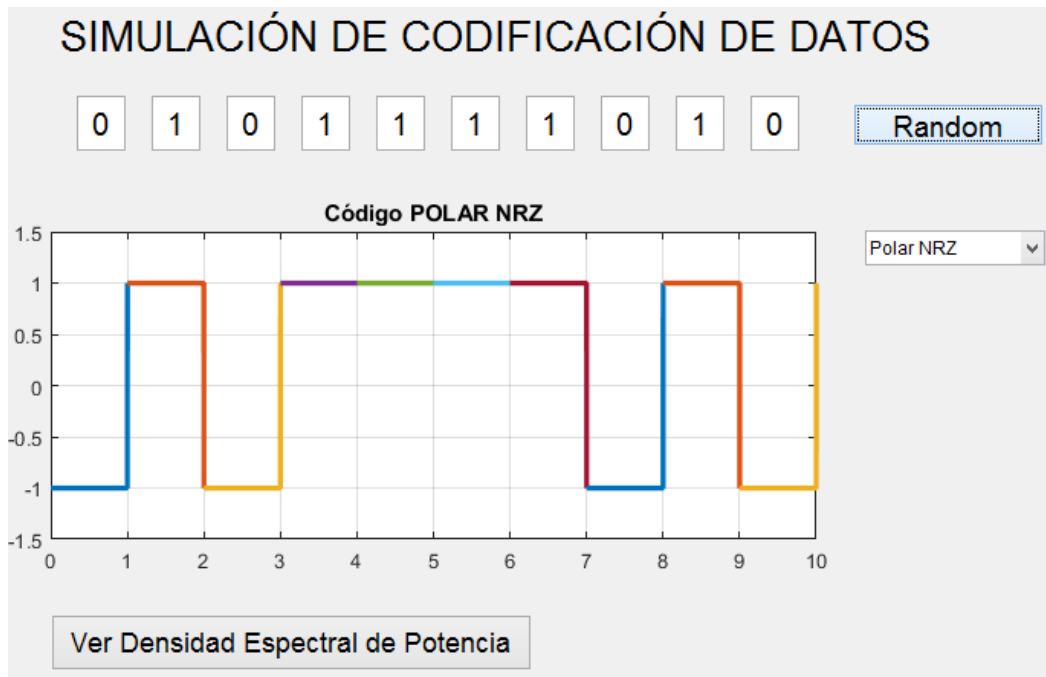 SIMULACIÓN DE CODIFICACIÓN DE DATOS
0 1 0 1 1 1 1 0 1 0 Random
Código POLAR NRZ
Polar NRZ
1.5
1
0.5
0
-0.5
-1
-1.5
0 1 2 3 4 5 6 7 8 9 10
Ver Densidad Espectral de Potencia